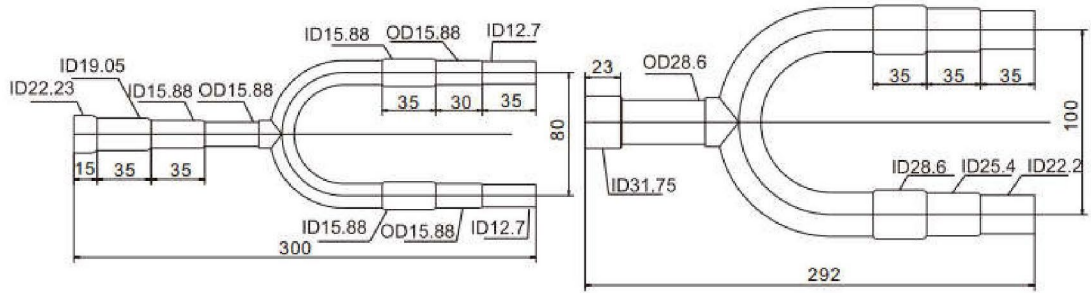 ID15.88 OD15.88 ID12.7
ID19.05
ID22.23 ID15.88 OD15.88
35 30 35
15 35 35
80
ID15.88 OD15.88 ID12.7
300
23 OD28.6
35 35 35
100
ID31.75
ID28.6 ID25.4 ID22.2
292